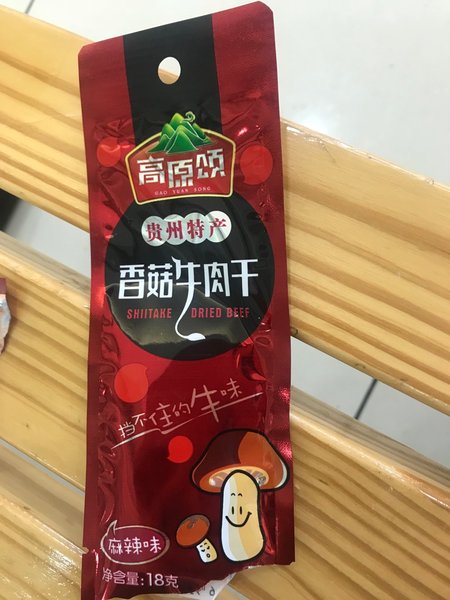 高原颂
GAO YUAN SONG
贵州特产
香菇牛肉干
SHIITAKE DRIED BEEF
挡不住的牛味
麻辣味
净含量:18克